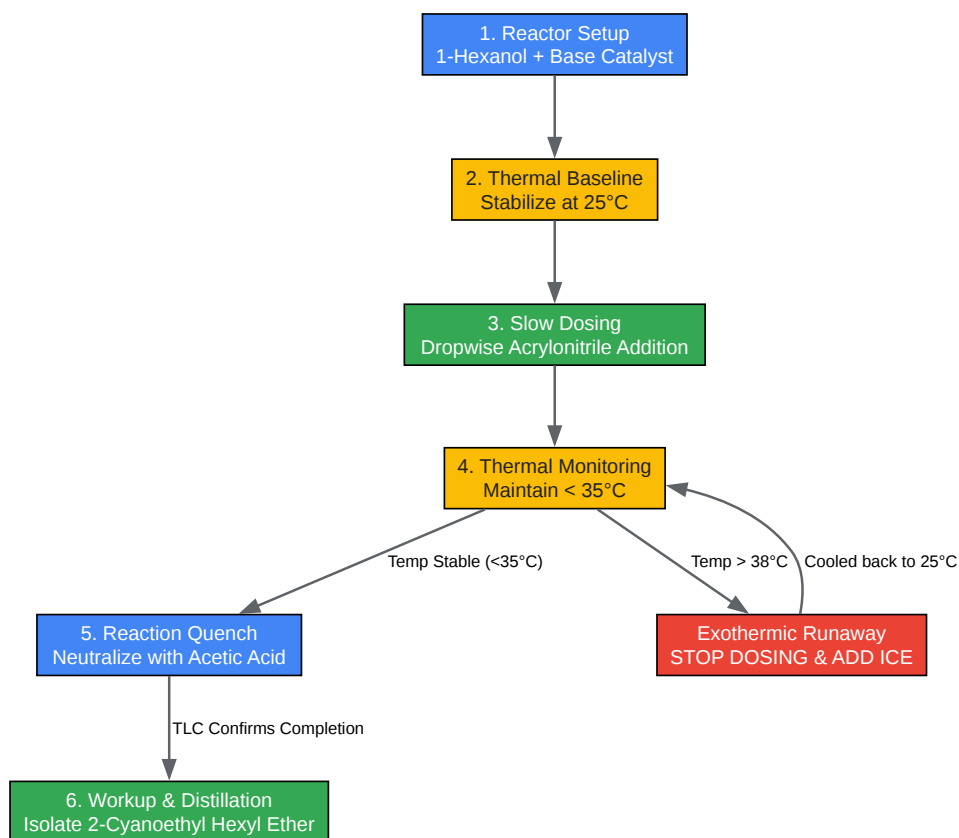 1. Reactor Setup
1-Hexanol + Base Catalyst
2. Thermal Baseline
Stabilize at 25°C
3. Slow Dosing
Dropwise Acrylonitrile Addition
4. Thermal Monitoring
Maintain < 35°C
Temp Stable (<35°C)
Temp > 38°C
Cooled back to 25°C
5. Reaction Quench
Neutralize with Acetic Acid
Exothermic Runaway
STOP DOSING & ADD ICE
TLC Confirms Completion
6. Workup & Distillation
Isolate 2-Cyanoethyl Hexyl Ether